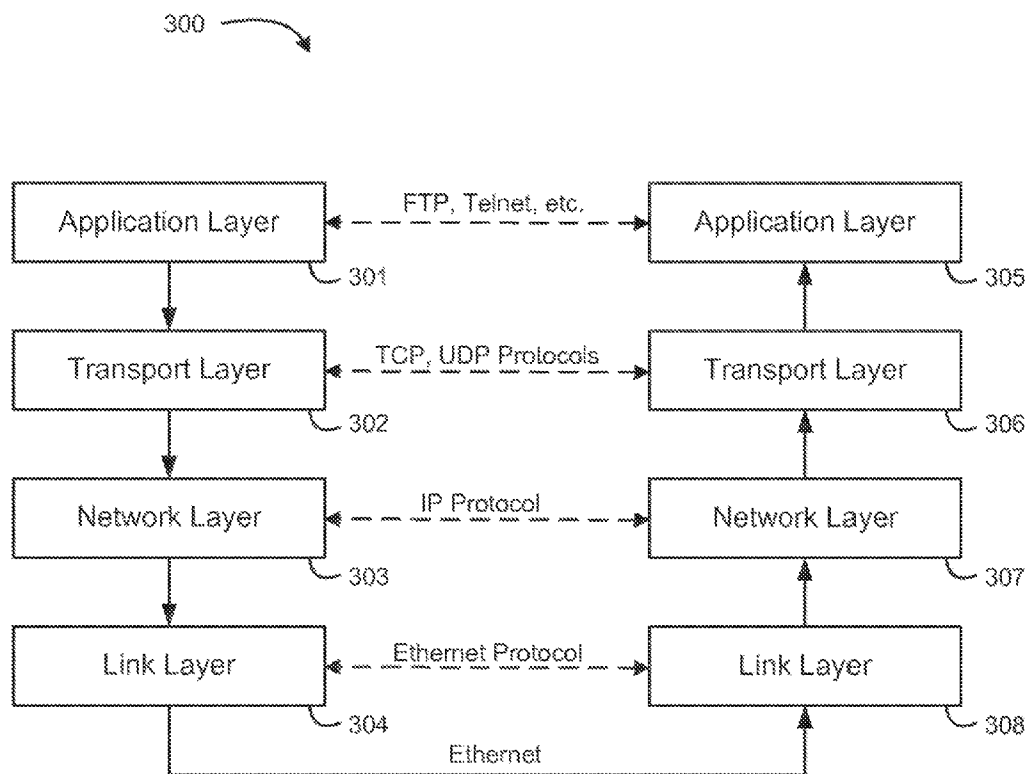 300
Application Layer
FTP, Telnet, etc.
Application Layer
301
305
Transport Layer
TCP, UDP Protocols
Transport Layer
302
306
Network Layer
IP Protocol
Network Layer
303
307
Link Layer
Ethernet Protocol
Link Layer
304
308
Ethernet